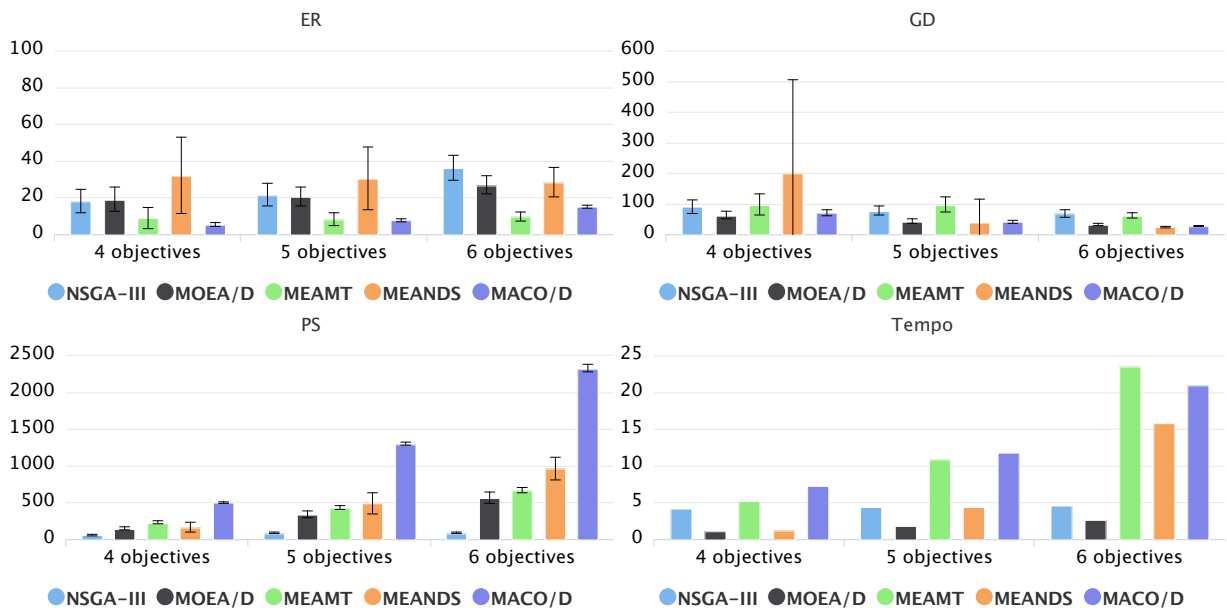 ER
100
80
60
40
20
0
4 objectives 5 objectives 6 objectives
NSGA-III MOEA/D MEAMT MEANDS MACO/D
GD
600
500
400
300
200
100
0
4 objectives 5 objectives 6 objectives
NSGA-III MOEA/D MEAMT MEANDS MACO/D
PS
2500
2000
1500
1000
500
0
4 objectives 5 objectives 6 objectives
NSGA-III MOEA/D MEAMT MEANDS MACO/D
Tempo
25
20
15
10
5
0
4 objectives 5 objectives 6 objectives
NSGA-III MOEA/D MEAMT MEANDS MACO/D